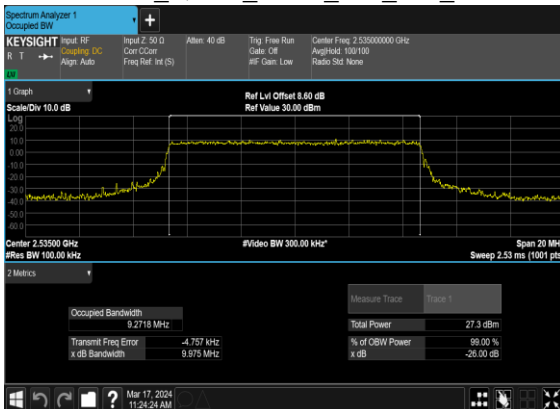 Spectrum Analyzer 1
Occupied BW
KEYSIGHT
R T
Input: RF
Coupling: DC
Align: Auto
Input Z: 50 Ω
Corr CCorr
Freq Ref: Int (S)
Atten: 40 dB
Trig: Free Run
Gate: Off
#IF Gain: Low
Center Freq: 2.535000000 GHz
Avg|Hold: 100/100
Radio Std: None
1 Graph
Scale/Div 10.0 dB
Ref Lvl Offset 8.60 dB
Ref Value 30.00 dBm
Log
20.0
10.0
0.00
-10.0
-20.0
-30.0
-40.0
-50.0
-60.0
Center 2.53500 GHz
#Res BW 100.00 kHz
#Video BW 300.00 kHz*
Span 20 MH
Sweep 2.53 ms (1001 pts
2 Metrics
Measure Trace
Trace 1
Occupied Bandwidth
9.2718 MHz
Total Power
27.3 dBm
Transmit Freq Error
-4.757 kHz
% of OBW Power
99.00 %
x dB Bandwidth
9.975 MHz
x dB
-26.00 dB
?
Mar 17, 2024
11:24:24 AM